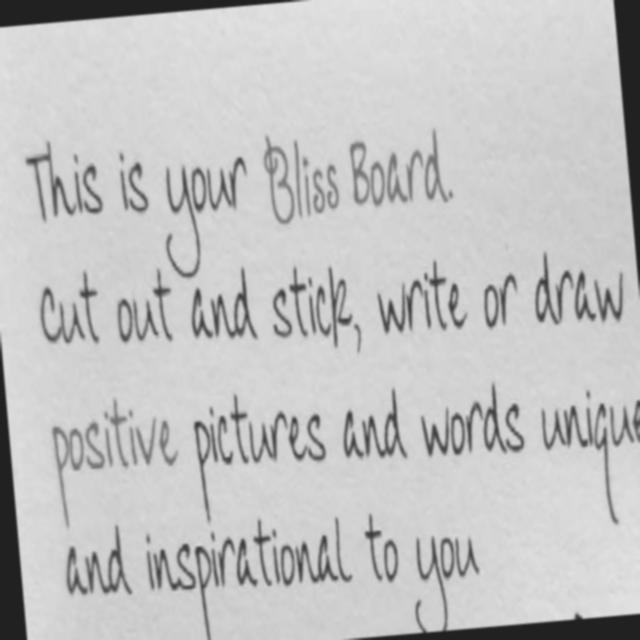 This is your Bliss Board.
cut out and stick, write or draw
positive pictures and words unique
and inspirational to you